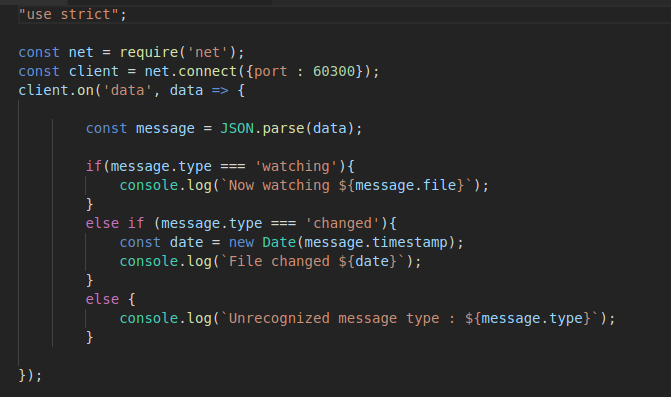 "use strict";
const net = require('net');
const client = net.connect({port : 60300});
client.on('data', data => {
const message = JSON.parse(data);
if(message.type === 'watching'){
console.log(`Now watching ${message.file}`);
}
else if (message.type === 'changed'){
const date = new Date(message.timestamp);
console.log(`File changed ${date}`);
}
else {
console.log(`Unrecognized message type : ${message.type}`);
}
});